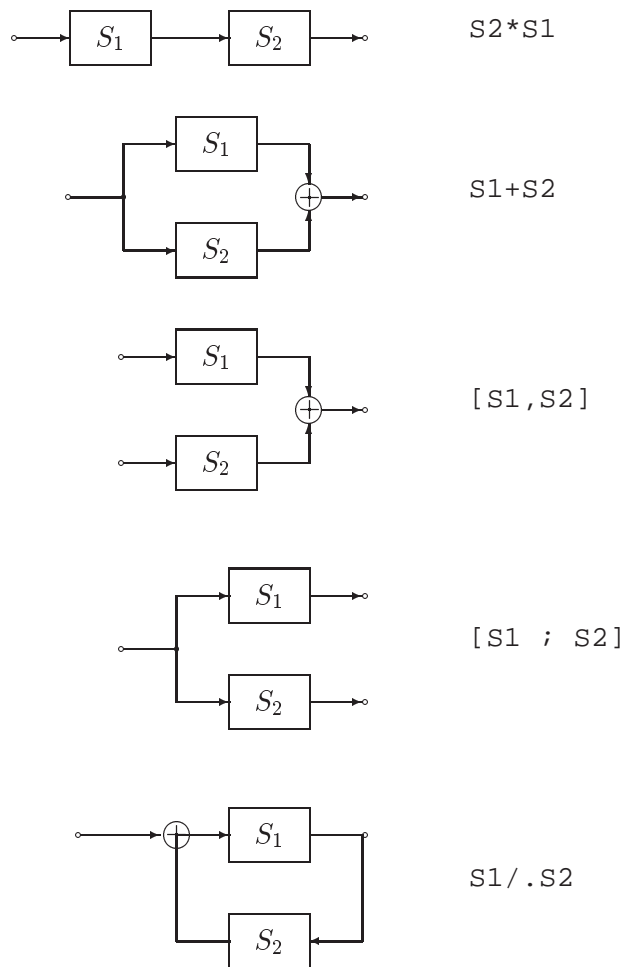 S₁ S₂ S2*S1
S₁
S1+S2
S₂
S₁
[S1,S2]
S₂
S₁
[S1 ; S2]
S₂
S₁
S1/.S2
S₂